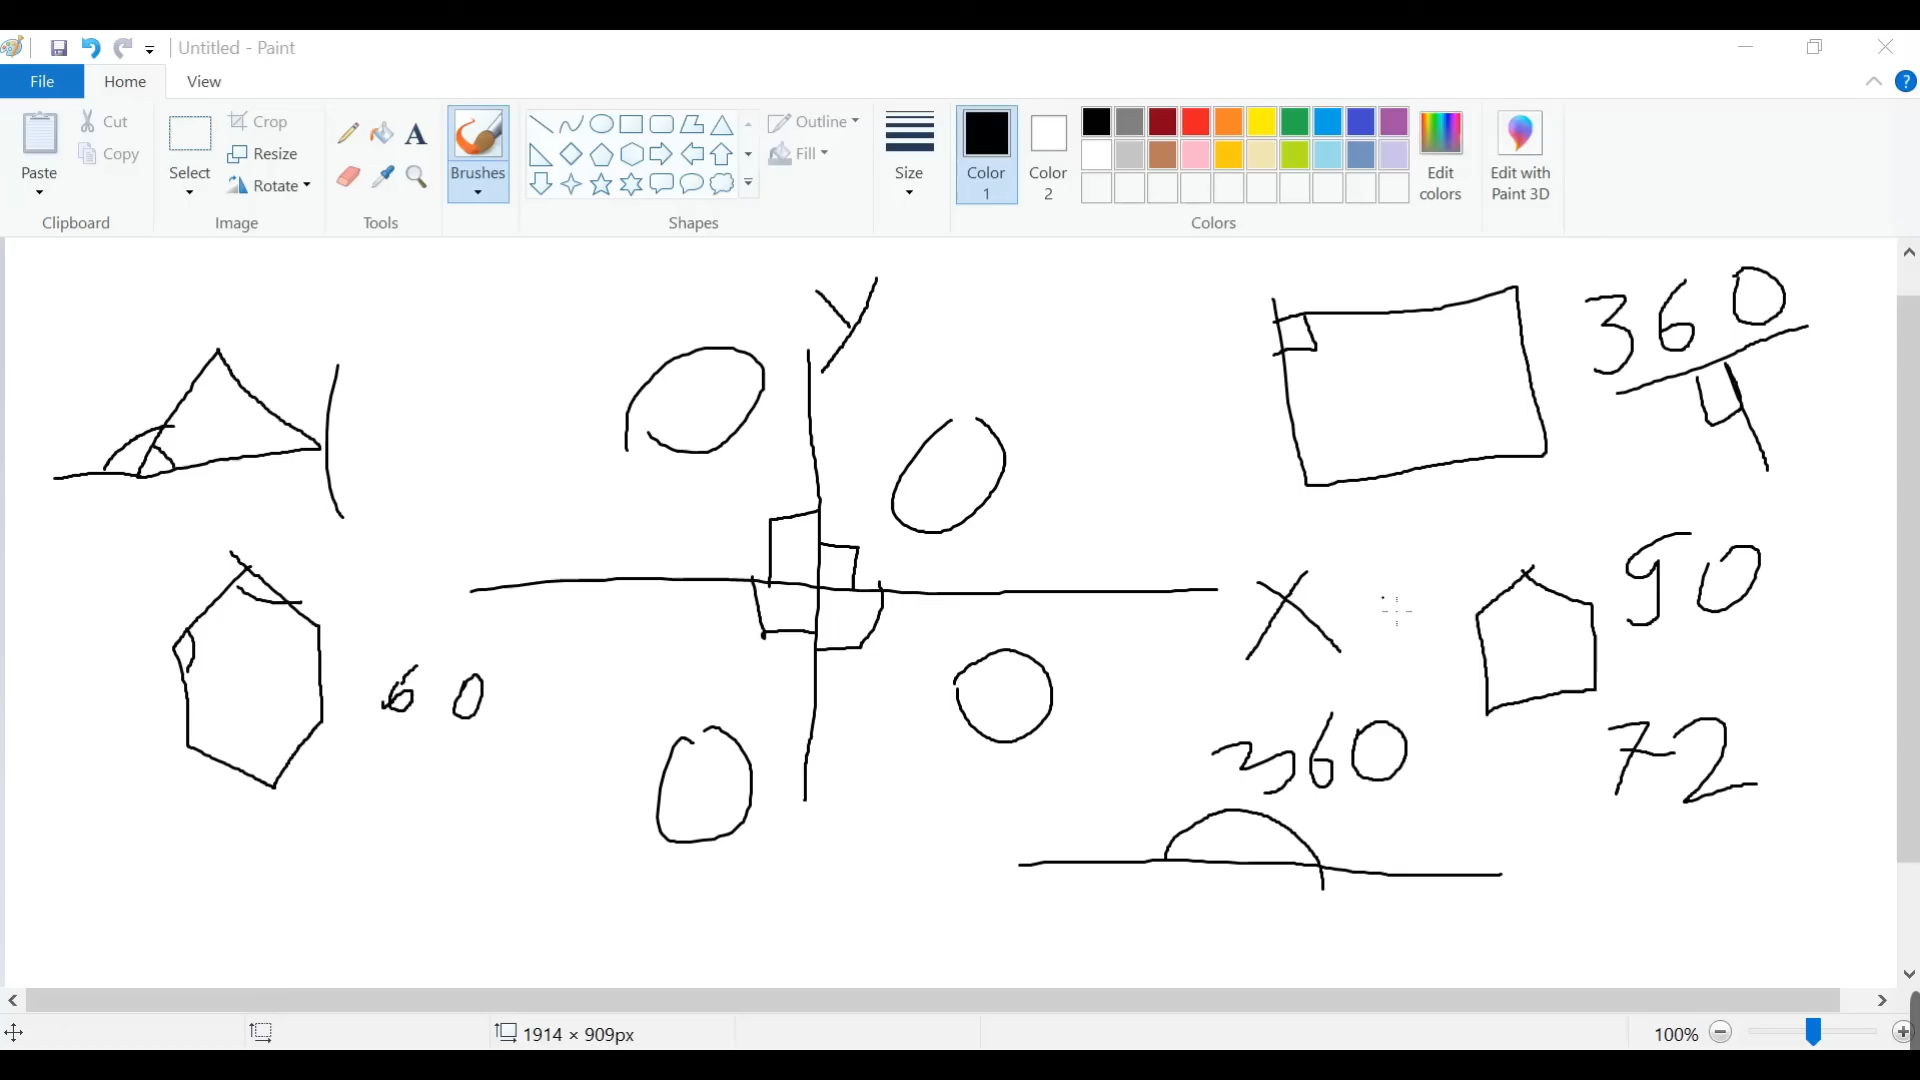 Untitled - Paint
File Home View
Paste
Cut
Copy
Clipboard
Select
Crop
Resize
Rotate
Image
A
Tools
Brushes
Shapes
Outline
Fill
Size
Color 1
Color 2
Edit colors
Colors
Edit with Paint 3D
Y
360
4
90
X
60
360
72
1914 × 909px
100%